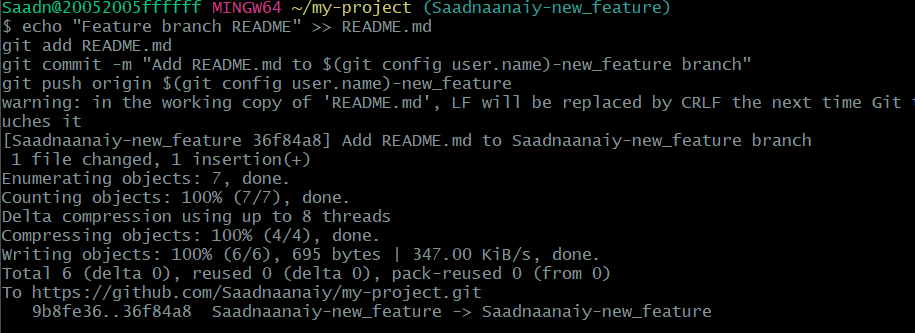 Saadn@20052005ffffff MINGW64 ~/my-project (Saadnaanaiy-new_feature)
$ echo "Feature branch README" >> README.md
git add README.md
git commit -m "Add README.md to $(git config user.name)-new_feature branch"
git push origin $(git config user.name)-new_feature
warning: in the working copy of 'README.md', LF will be replaced by CRLF the next time Git
uches it
[Saadnaanaiy-new_feature 36f84a8] Add README.md to Saadnaanaiy-new_feature branch
 1 file changed, 1 insertion(+)
Enumerating objects: 7, done.
Counting objects: 100% (7/7), done.
Delta compression using up to 8 threads
Compressing objects: 100% (4/4), done.
Writing objects: 100% (6/6), 695 bytes | 347.00 KiB/s, done.
Total 6 (delta 0), reused 0 (delta 0), pack-reused 0 (from 0)
To https://github.com/Saadnaanaiy/my-project.git
   9b8fe36..36f84a8  Saadnaanaiy-new_feature -> Saadnaanaiy-new_feature